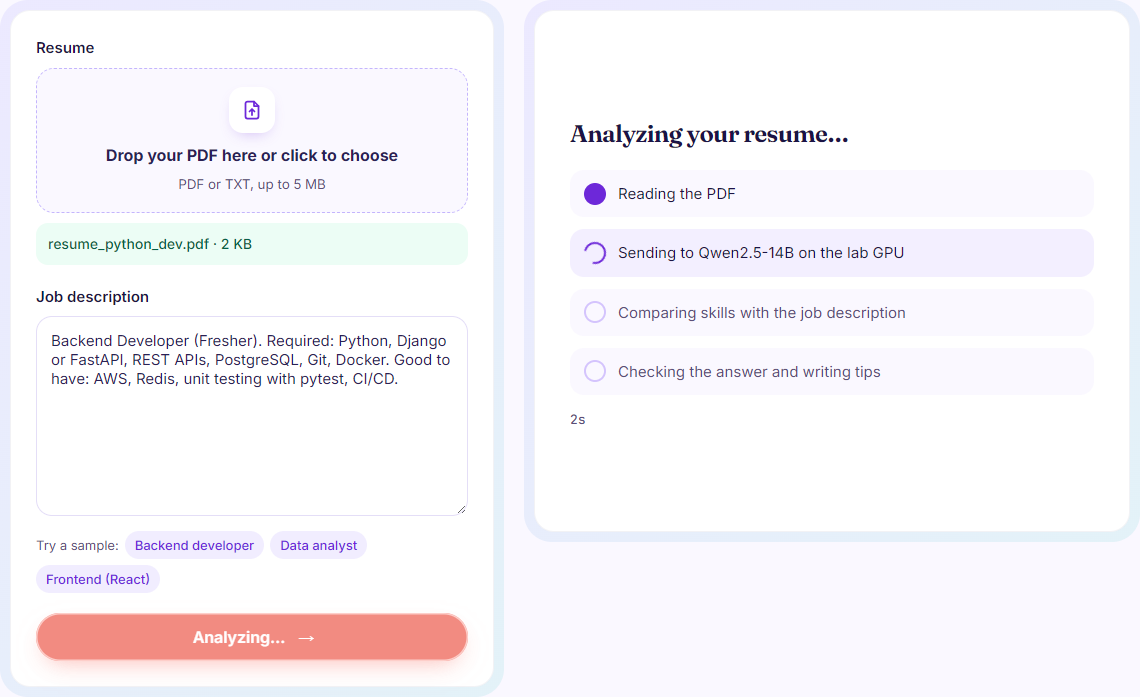 Resume
Drop your PDF here or click to choose
PDF or TXT, up to 5 MB
resume_python_dev.pdf · 2 KB
Job description
Backend Developer (Fresher). Required: Python, Django
or FastAPI, REST APIs, PostgreSQL, Git, Docker. Good to
have: AWS, Redis, unit testing with pytest, CI/CD.
Try a sample: Backend developer Data analyst
Frontend (React)
Analyzing... →
Analyzing your resume...
Reading the PDF
Sending to Qwen2.5-14B on the lab GPU
Comparing skills with the job description
Checking the answer and writing tips
2s